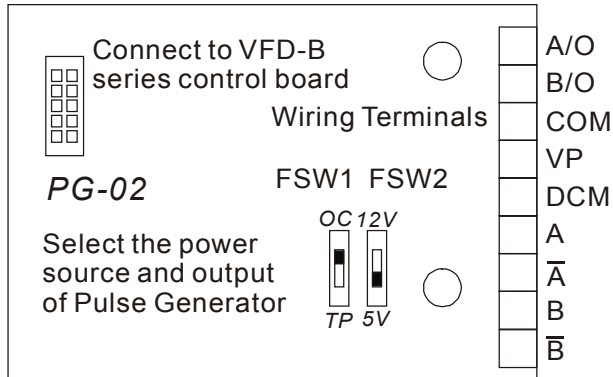 Connect to VFD-B
series control board
Wiring Terminals
PG-02
FSW1 FSW2
OC 12V
TP 5V
Select the power
source and output
of Pulse Generator
A/O
B/O
COM
VP
DCM
A
A̅
B
B̅